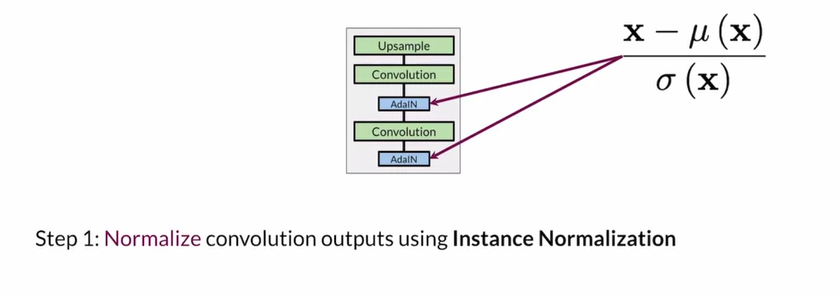 Upsample
Convolution
AdaIN
Convolution
AdaIN
x − μ (x)
σ (x)
Step 1: Normalize convolution outputs using Instance Normalization